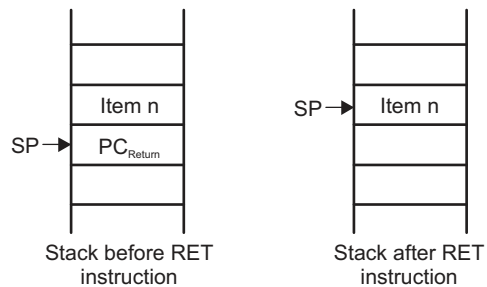 Item n
SP
PC Return
Stack before RET
instruction
SP
Item n
Stack after RET
instruction